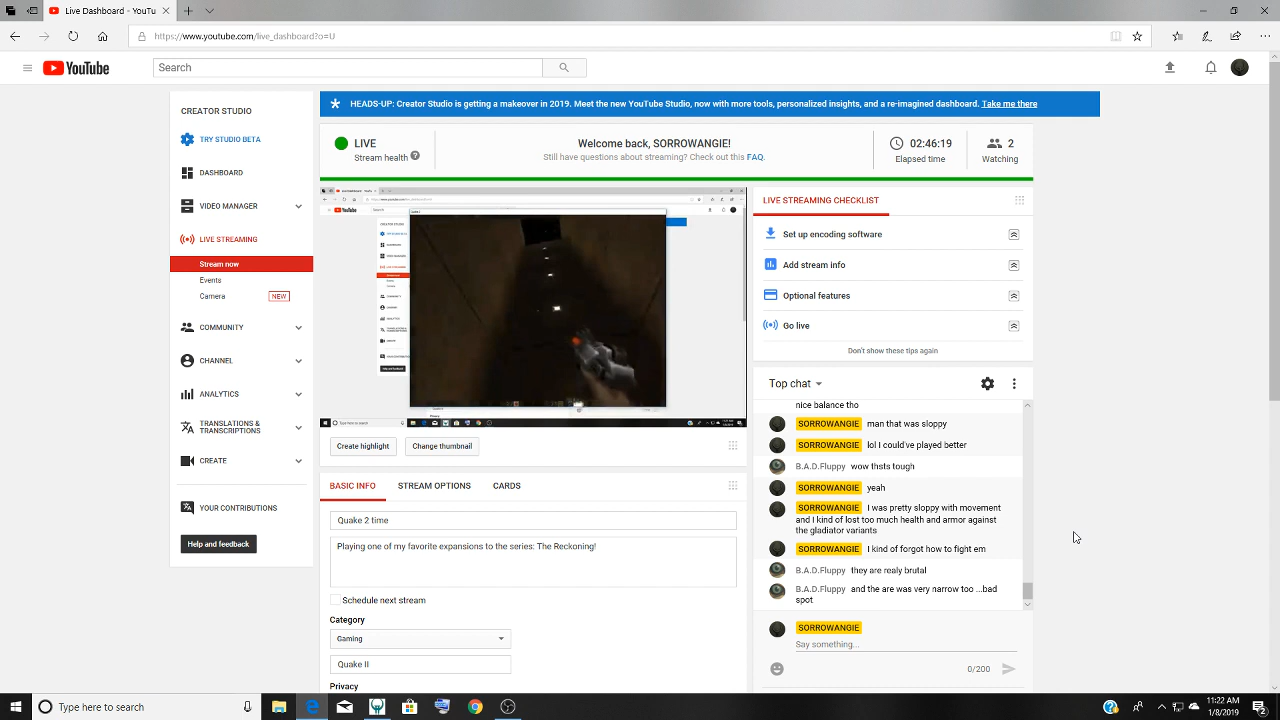 Live Dashboard - YouTu
https://www.youtube.com/live_dashboard?o=U
YouTube
Search
CREATOR STUDIO
TRY STUDIO BETA
DASHBOARD
VIDEO MANAGER
LIVE STREAMING
Stream now
Events
Camera NEW
COMMUNITY
CHANNEL
ANALYTICS
TRANSLATIONS &
TRANSCRIPTIONS
CREATE
YOUR CONTRIBUTIONS
Help and feedback
HEADS-UP: Creator Studio is getting a makeover in 2019. Meet the new YouTube Studio, now with more tools, personalized insights, and a re-imagined dashboard. Take me there
LIVE
Stream health ?
Welcome back, SORROWANGIE!
Still have questions about streaming? Check out this FAQ.
02:46:19
Elapsed time
2
Watching
Create highlight
Change thumbnail
BASIC INFO
STREAM OPTIONS
CARDS
Quake 2 time
Playing one of my favorite expansions to the series: The Reckoning!
Schedule next stream
Category
Gaming
Quake II
Privacy
LIVE STREAMING CHECKLIST
Set up encoding software
Add stream info
Optional features
Go live
Don't show these tips again
Top chat
nice balance tho
SORROWANGIE man that was sloppy
SORROWANGIE lol I could've played better
B.A.D.Fluppy wow thsts tough
SORROWANGIE yeah
SORROWANGIE I was pretty sloppy with movement
and I kind of lost too much health and armor against
the gladiator variants
SORROWANGIE I kind of forgot how to fight em
B.A.D.Fluppy they are realy brutal
B.A.D.Fluppy and the are was very narrow too ...bad
spot
SORROWANGIE
Say something...
0/200
Type here to search
11:22 AM
1/8/2019